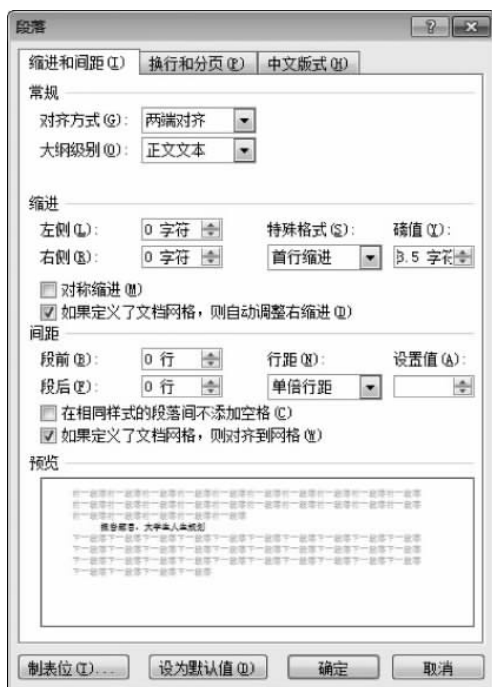 段落
缩进和间距(I) 换行和分页(P) 中文版式(H)
常规
对齐方式(G): 两端对齐
大纲级别(O): 正文文本
缩进
左侧(L): 0 字符 特殊格式(S): 磅值(Y):
右侧(R): 0 字符 首行缩进 3.5 字符
对称缩进(M)
如果定义了文档网格，则自动调整右缩进(D)
间距
段前(B): 0 行 行距(N): 设置值(A):
段后(F): 0 行 单倍行距
在相同样式的段落间不添加空格(C)
如果定义了文档网格，则对齐到网格(W)
预览
大学生人生规划
制表位(T)... 设为默认值(D) 确定 取消